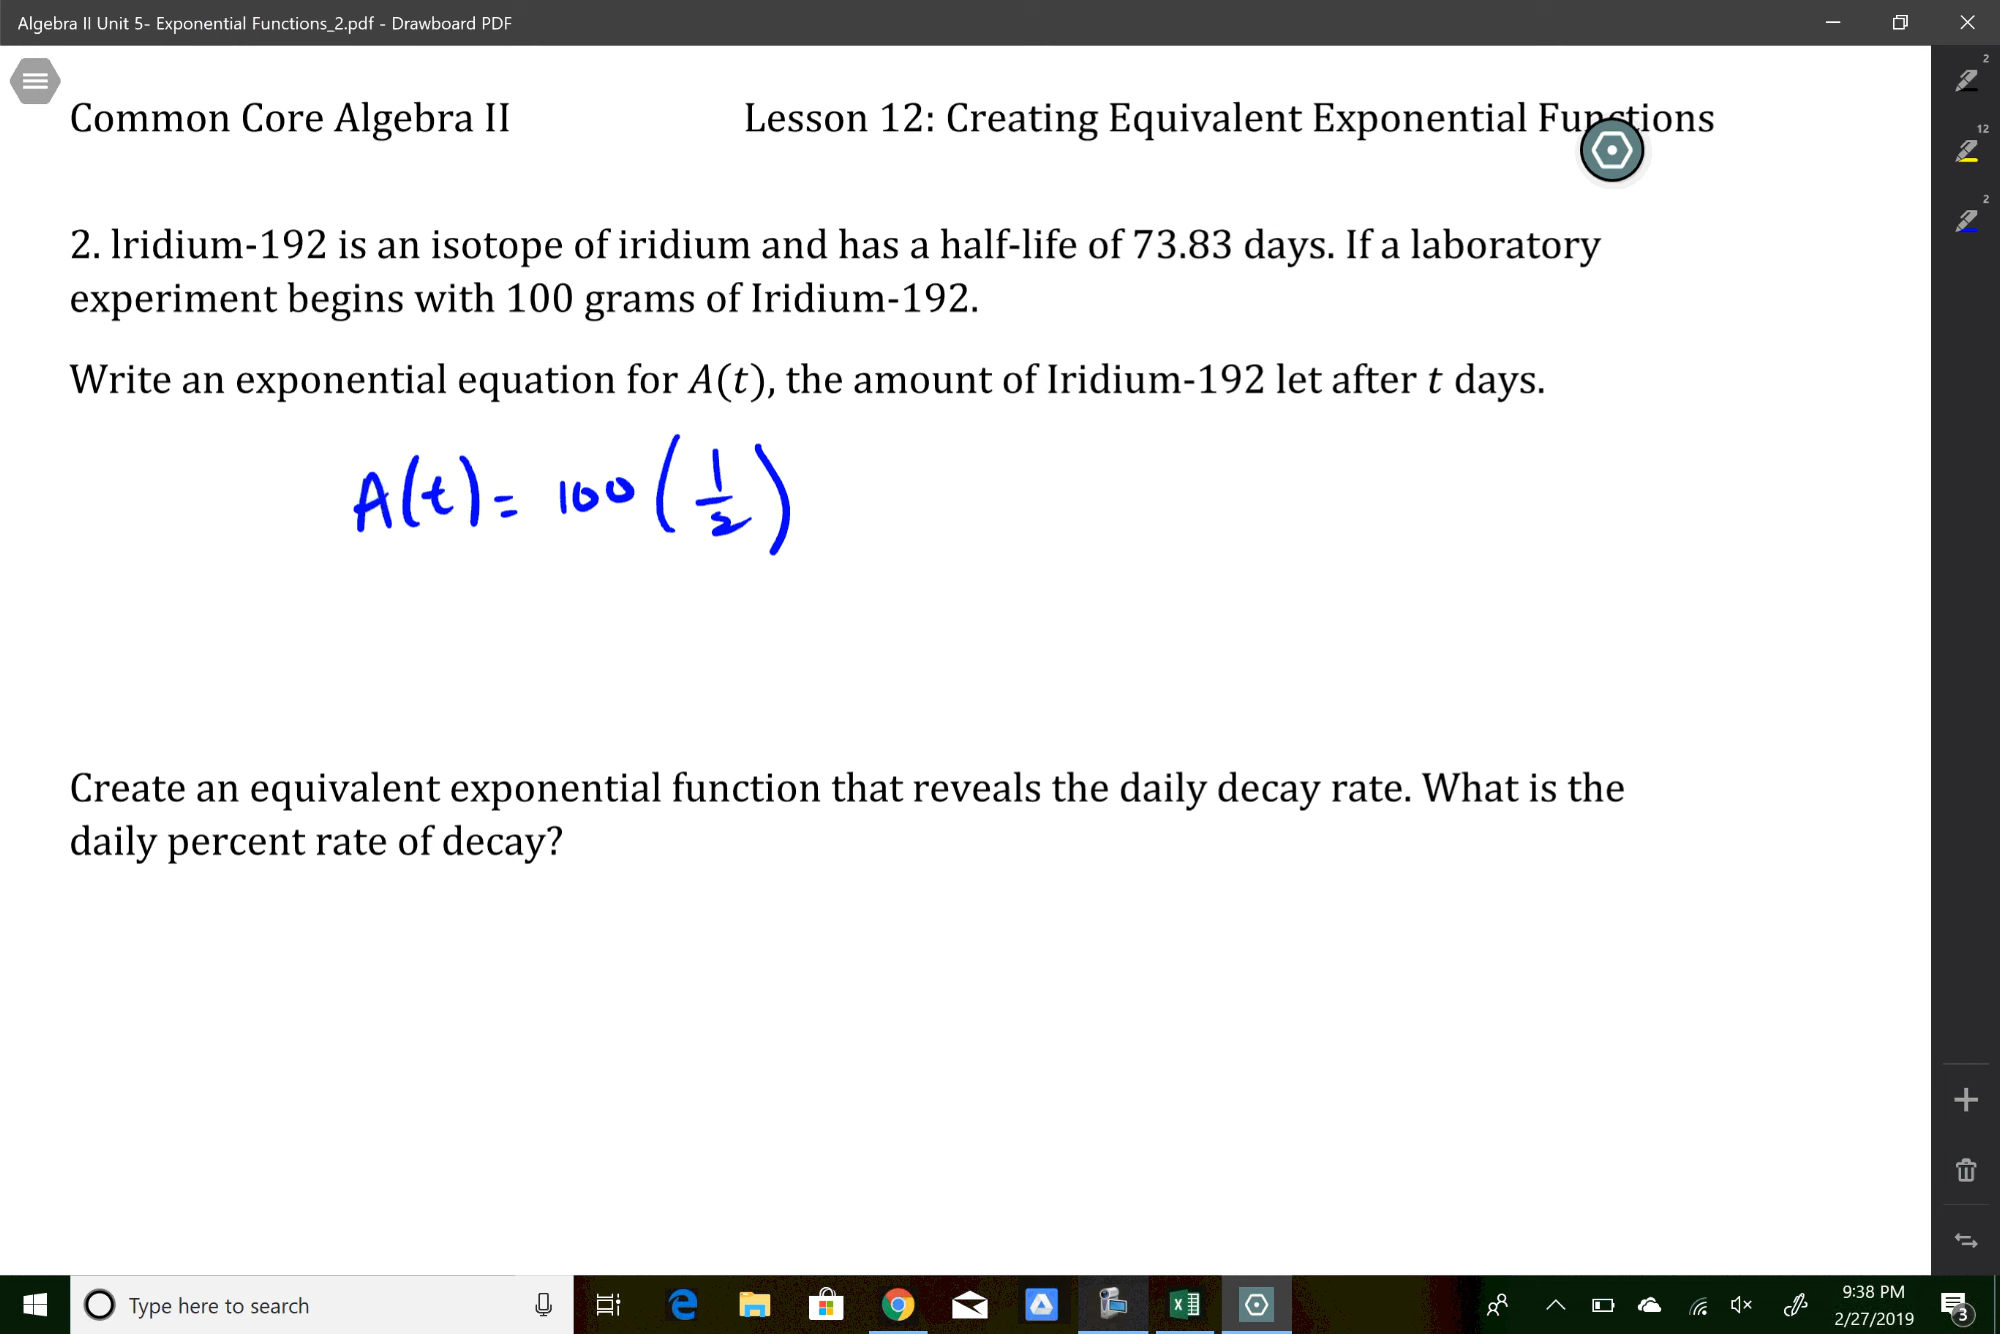 Algebra II Unit 5- Exponential Functions_2.pdf - Drawboard PDF
2
12
2
Common Core Algebra II
Lesson 12: Creating Equivalent Exponential Functions
2. Iridium-192 is an isotope of iridium and has a half-life of 73.83 days. If a laboratory
experiment begins with 100 grams of Iridium-192.
Write an exponential equation for A(t), the amount of Iridium-192 let after t days.
A(t) = 100 (1/2)
Create an equivalent exponential function that reveals the daily decay rate. What is the
daily percent rate of decay?
Type here to search
9:38 PM
2/27/2019
3